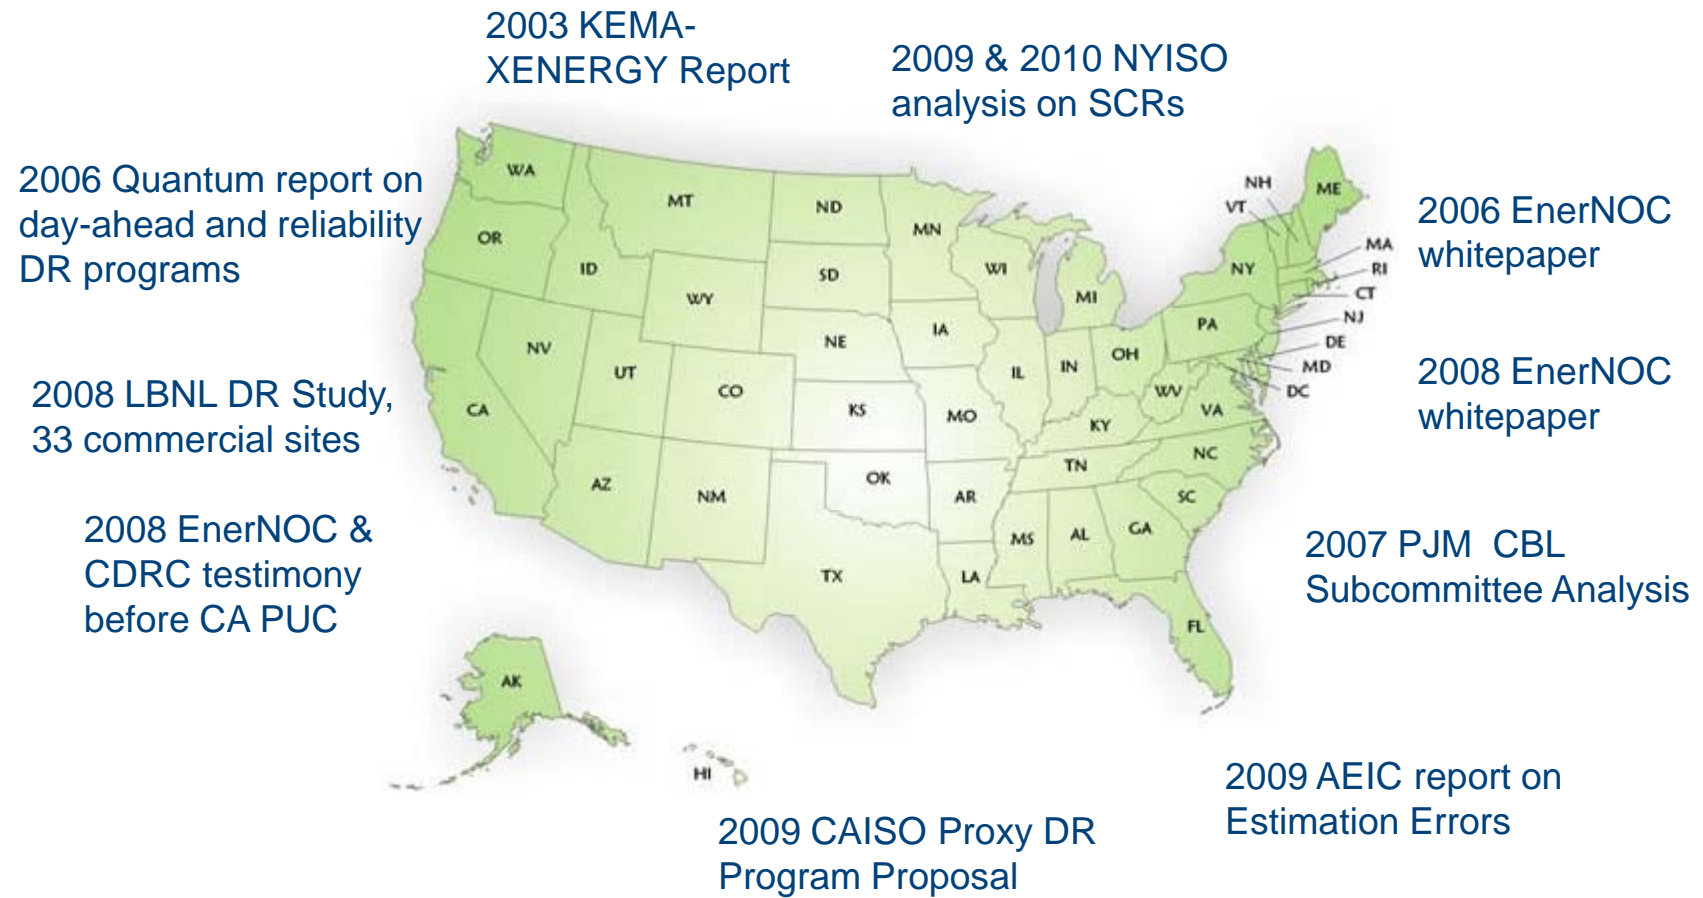 2003 KEMA-
XENERGY Report
2009 & 2010 NYISO
analysis on SCRs
2006 Quantum report on
day-ahead and reliability
DR programs
2008 LBNL DR Study,
33 commercial sites
2008 EnerNOC &
CDRC testimony
before CA PUC
2006 EnerNOC
whitepaper
2008 EnerNOC
whitepaper
2007 PJM  CBL
Subcommittee Analysis
2009 AEIC report on
Estimation Errors
2009 CAISO Proxy DR
Program Proposal
WA
OR
CA
NV
ID
MT
WY
UT
AZ
CO
NM
ND
SD
NE
KS
OK
TX
MN
IA
MO
AR
LA
WI
IL
MI
IN
OH
KY
TN
MS
AL
GA
FL
SC
NC
VA
WV
PA
NY
VT
NH
ME
MA
RI
CT
NJ
DE
MD
DC
AK
HI